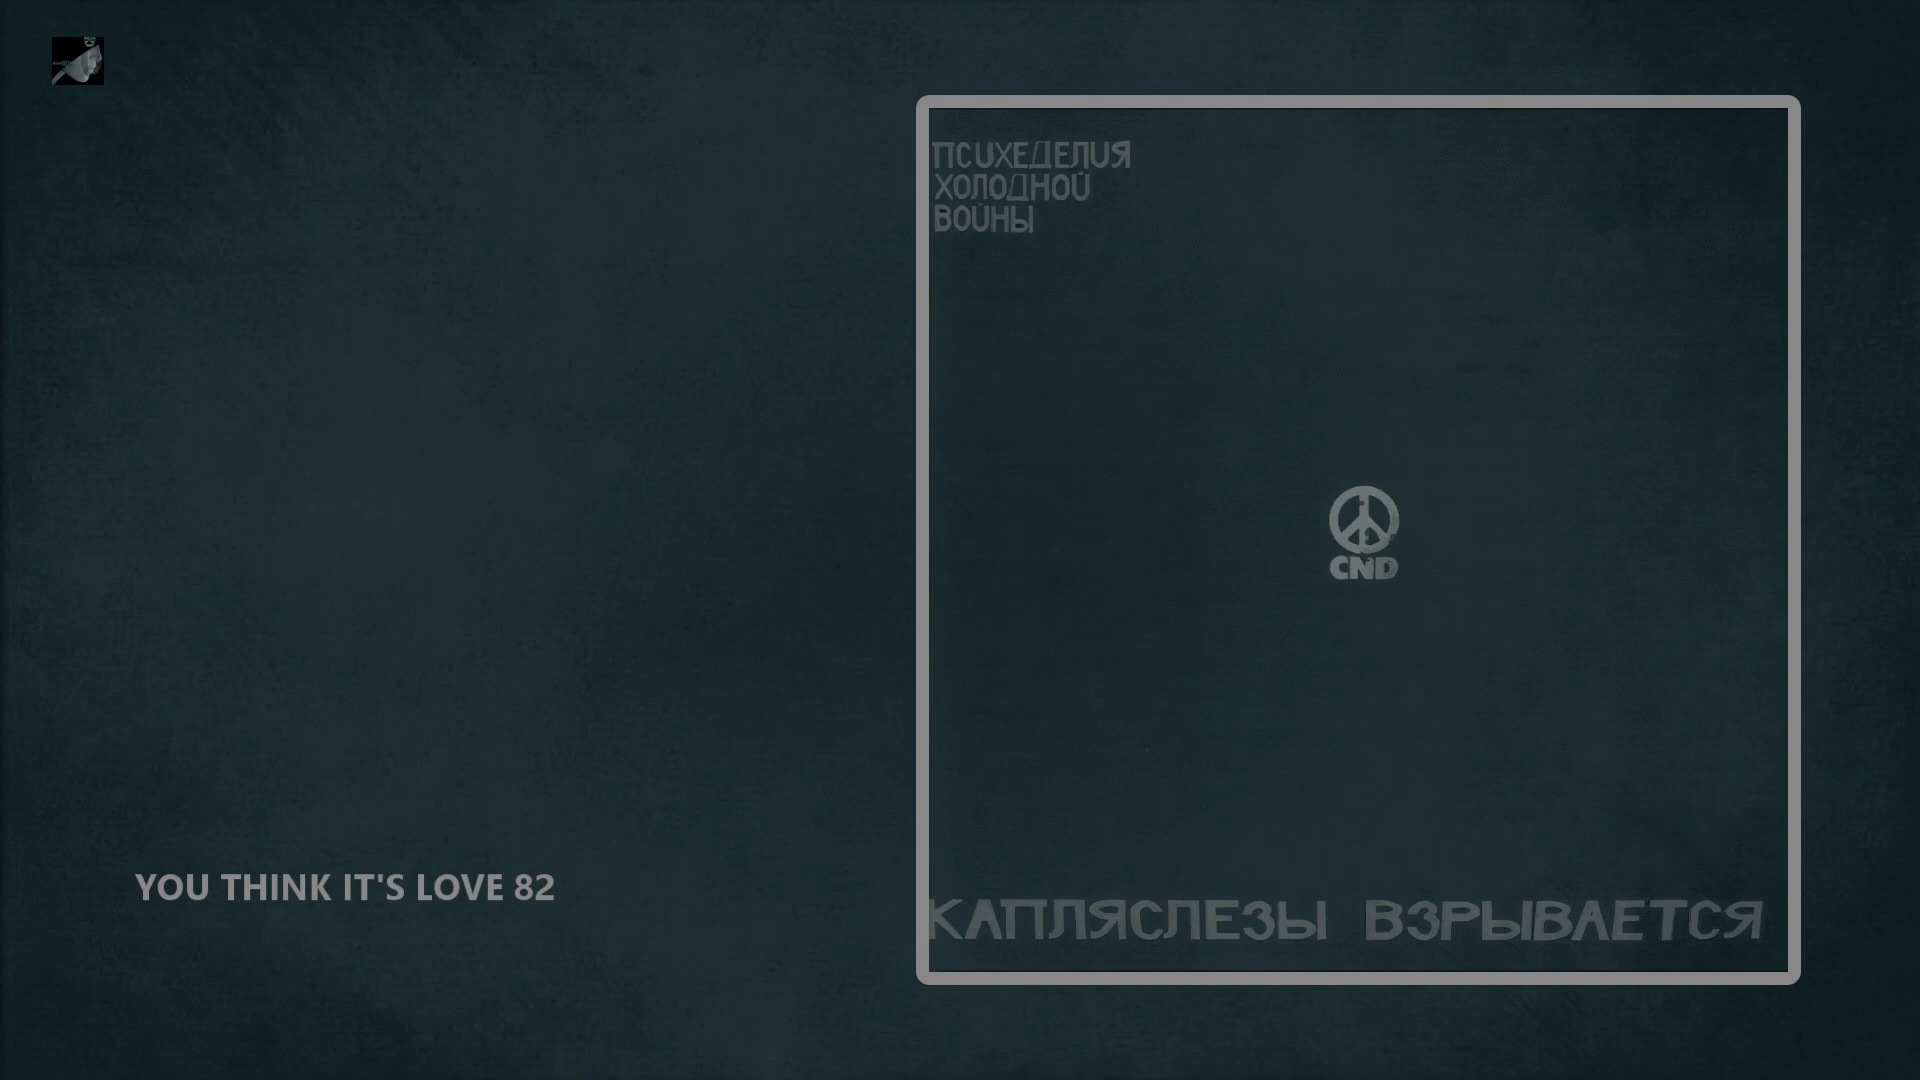 ПСИХЕДЕЛИЯ
ХОЛОДНОЙ
ВОЙНЫ
CND
YOU THINK IT'S LOVE 82
КАПЛЯСЛЕЗЫ ВЗРЫВАЕТСЯ